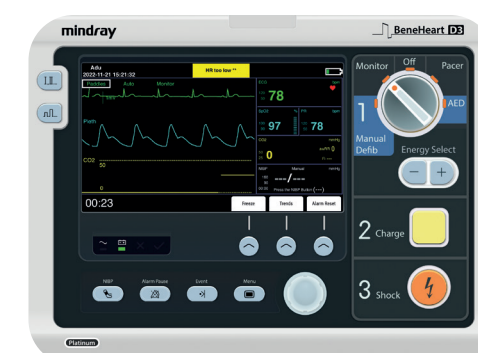 mindray
BeneHeart D3
Adu
2022-11-21 15:21:32
HR too low **
Paddles Auto Monitor
ECG
78
Pleth
97
PR
78
CO2
50
0
CO2 mmHg
0
NIBP Manual mmHg
--/--
Press the NIBP Button (---)
00:23
Freeze
Trends
Alarm Reset
NIBP
Alarm Pause
Event
Menu
Platinum
Monitor
Off
Pacer
AED
1
Manual
Defib
Energy Select
2 Charge
3 Shock